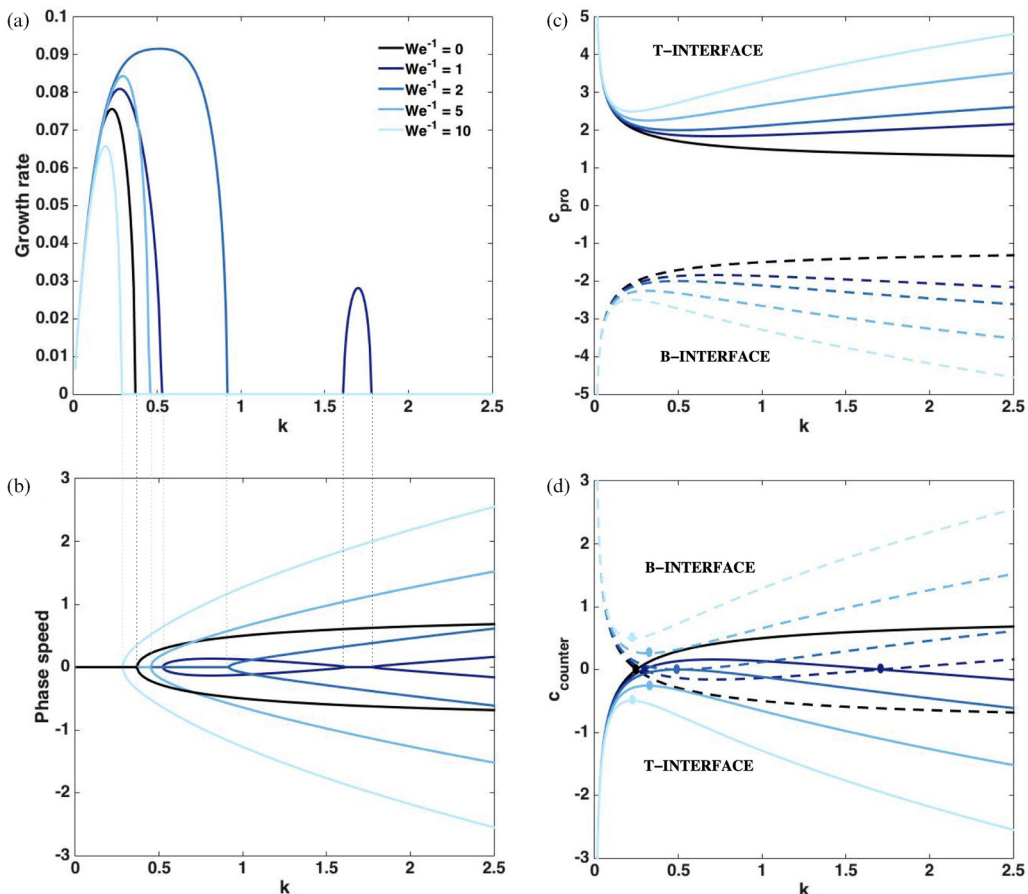 (a)
Growth rate
0.1
0.09
0.08
0.07
0.06
0.05
0.04
0.03
0.02
0.01
0
We⁻¹ = 0
We⁻¹ = 1
We⁻¹ = 2
We⁻¹ = 5
We⁻¹ = 10
0 0.5 1 1.5 2 2.5
k
(c)
c_pro
5
4
3
2
1
0
-1
-2
-3
-4
-5
T-INTERFACE
B-INTERFACE
0 0.5 1 1.5 2 2.5
k
(b)
Phase speed
3
2
1
0
-1
-2
-3
0 0.5 1 1.5 2 2.5
k
(d)
c_counter
3
2
1
0
-1
-2
-3
B-INTERFACE
T-INTERFACE
0 0.5 1 1.5 2 2.5
k